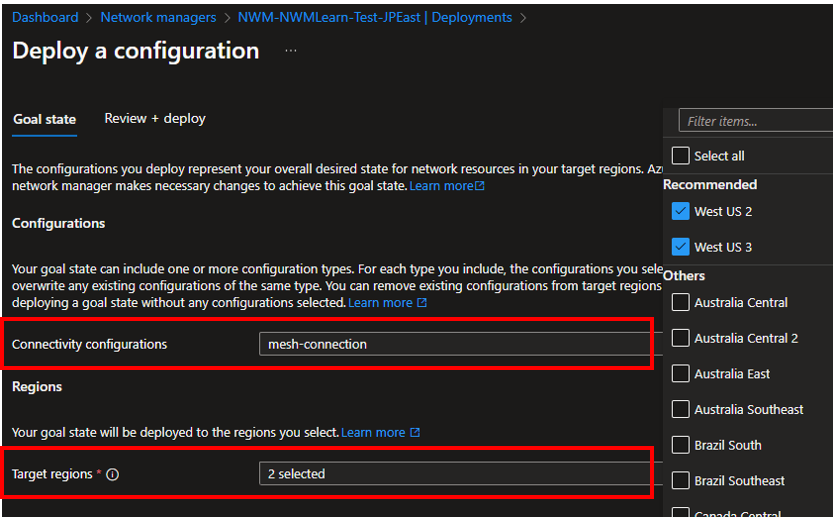 Dashboard > Network managers > NWM-NWMLearn-Test-JPEast | Deployments >
Deploy a configuration ...
Goal state
Review + deploy
The configurations you deploy represent your overall desired state for network resources in your target regions.
network manager makes necessary changes to achieve this goal state. Learn more
Configurations
Your goal state can include one or more configuration types. For each type you include, the configurations you
overwrite any existing configurations of the same type. You can remove existing configurations from target regions
deploying a goal state without any configurations selected. Learn more
Connectivity configurations
mesh-connection
Regions
Your goal state will be deployed to the regions you select. Learn more
Target regions *
2 selected
Filter items...
Select all
Recommended
West US 2
West US 3
Others
Australia Central
Australia Central 2
Australia East
Australia Southeast
Brazil South
Brazil Southeast
Canada Central